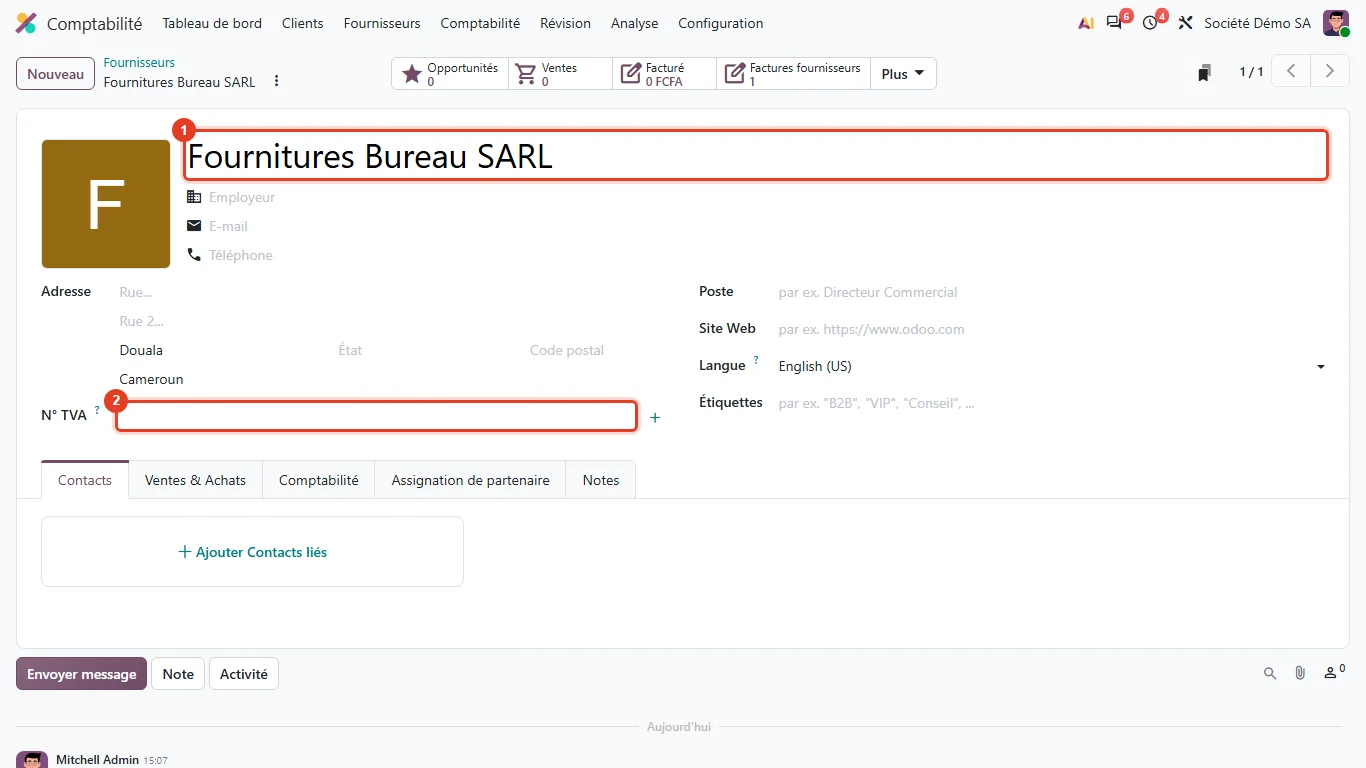 Comptabilité Tableau de bord Clients Fournisseurs Comptabilité Révision Analyse Configuration AI 6 4 Société Démo SA
Nouveau
Fournisseurs
Fournitures Bureau SARL
Opportunités
0
Ventes
0
Facturé
0 FCFA
Factures fournisseurs
1
Plus
1 / 1
1
F
Fournitures Bureau SARL
Employeur
E-mail
Téléphone
Adresse
Rue...
Rue 2...
Douala État Code postal
Cameroun
2
N° TVA ? +
Poste par ex. Directeur Commercial
Site Web par ex. https://www.odoo.com
Langue ? English (US)
Étiquettes par ex. "B2B", "VIP", "Conseil", ...
Contacts Ventes & Achats Comptabilité Assignation de partenaire Notes
+ Ajouter Contacts liés
Envoyer message Note Activité 0
Aujourd'hui
Mitchell Admin 15:07